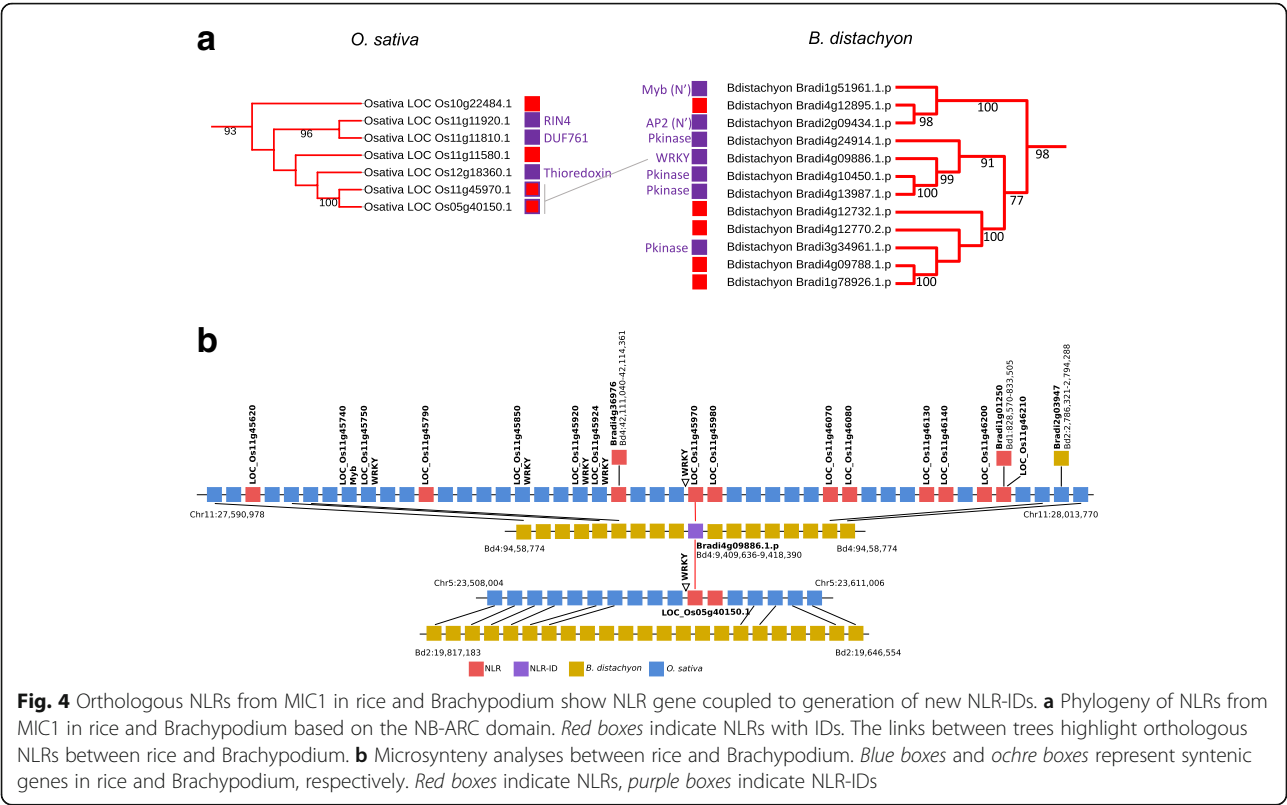 a
O. sativa
B. distachyon
Osativa LOC Os10g22484.1
Osativa LOC Os11g11920.1 RIN4
Osativa LOC Os11g11810.1 DUF761
Osativa LOC Os11g11580.1
Osativa LOC Os12g18360.1 Thioredoxin
Osativa LOC Os11g45970.1
Osativa LOC Os05g40150.1
93
96
100
Myb (N') Bdistachyon Bradi1g51961.1.p
Bdistachyon Bradi4g12895.1.p
AP2 (N') Bdistachyon Bradi2g09434.1.p
Pkinase Bdistachyon Bradi4g24914.1.p
WRKY Bdistachyon Bradi4g09886.1.p
Pkinase Bdistachyon Bradi4g10450.1.p
Pkinase Bdistachyon Bradi4g13987.1.p
Bdistachyon Bradi4g12732.1.p
Bdistachyon Bradi4g12770.2.p
Pkinase Bdistachyon Bradi3g34961.1.p
Bdistachyon Bradi4g09788.1.p
Bdistachyon Bradi1g78926.1.p
100
98
98
91
99
100
77
100
100
b
LOC_Os11g45620
LOC_Os11g45740
Myb
LOC_Os11g45750
WRKY
LOC_Os11g45790
LOC_Os11g45850
WRKY
LOC_Os11g45920
WRKY
LOC_Os11g45924
WRKY
Bradi4g36976
Bd4:42,111,040-42,114,361
WRKY
LOC_Os11g45970
LOC_Os11g45980
LOC_Os11g46070
LOC_Os11g46080
LOC_Os11g46130
LOC_Os11g46140
LOC_Os11g46200
Bradi1g01250
Bd1:828,570-833,505
LOC_Os11g46210
Bradi2g03947
Bd2:2,786,321-2,794,288
Chr11:27,590,978
Chr11:28,013,770
Bd4:94,58,774
Bradi4g09886.1.p
Bd4:9,409,636-9,418,390
Bd4:94,58,774
WRKY
Chr5:23,508,004
Chr5:23,611,006
LOC_Os05g40150.1
Bd2:19,817,183
Bd2:19,646,554
NLR
NLR-ID
B. distachyon
O. sativa
Fig. 4 Orthologous NLRs from MIC1 in rice and Brachypodium show NLR gene coupled to generation of new NLR-IDs. a Phylogeny of NLRs from
MIC1 in rice and Brachypodium based on the NB-ARC domain. Red boxes indicate NLRs with IDs. The links between trees highlight orthologous
NLRs between rice and Brachypodium. b Microsynteny analyses between rice and Brachypodium. Blue boxes and ochre boxes represent syntenic
genes in rice and Brachypodium, respectively. Red boxes indicate NLRs, purple boxes indicate NLR-IDs